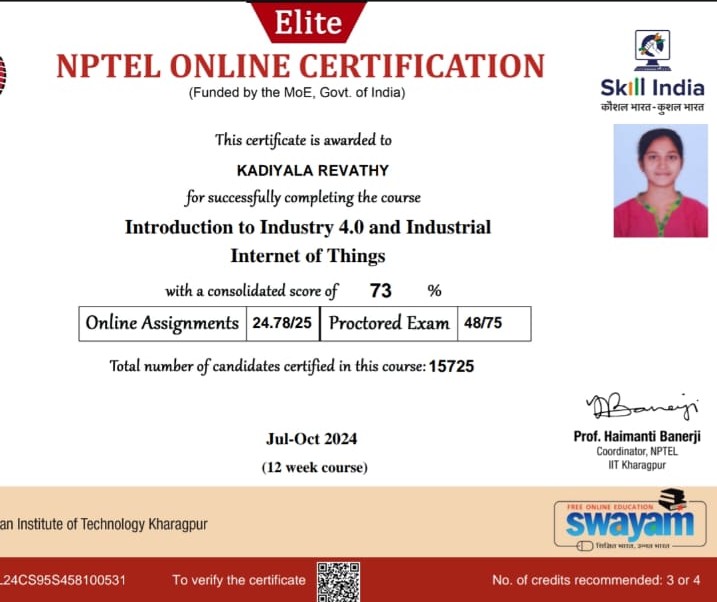 Elite
NPTEL ONLINE CERTIFICATION
(Funded by the MoE, Govt. of India)
Skill India
कौशल भारत-कुशल भारत
This certificate is awarded to
KADIYALA REVATHY
for successfully completing the course
Introduction to Industry 4.0 and Industrial
Internet of Things
with a consolidated score of 73 %
Online Assignments 24.78/25 Proctored Exam 48/75
Total number of candidates certified in this course: 15725
Jul-Oct 2024
(12 week course)
Prof. Haimanti Banerji
Coordinator, NPTEL
IIT Kharagpur
an Institute of Technology Kharagpur
FREE ONLINE EDUCATION
swayam
शिक्षित भारत, उन्नत भारत
L24CS95S458100531 To verify the certificate No. of credits recommended: 3 or 4